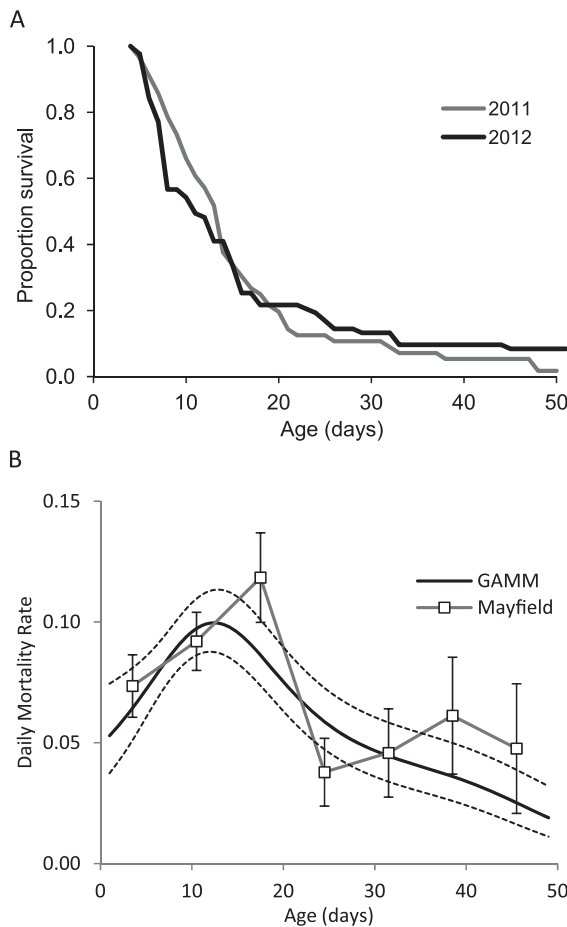 A
1.0
0.8
0.6
0.4
0.2
0.0
Proportion survival
2011
2012
0 10 20 30 40 50
Age (days)
B
0.15
0.10
0.05
0.00
Daily Mortality Rate
GAMM
Mayfield
0 10 20 30 40 50
Age (days)